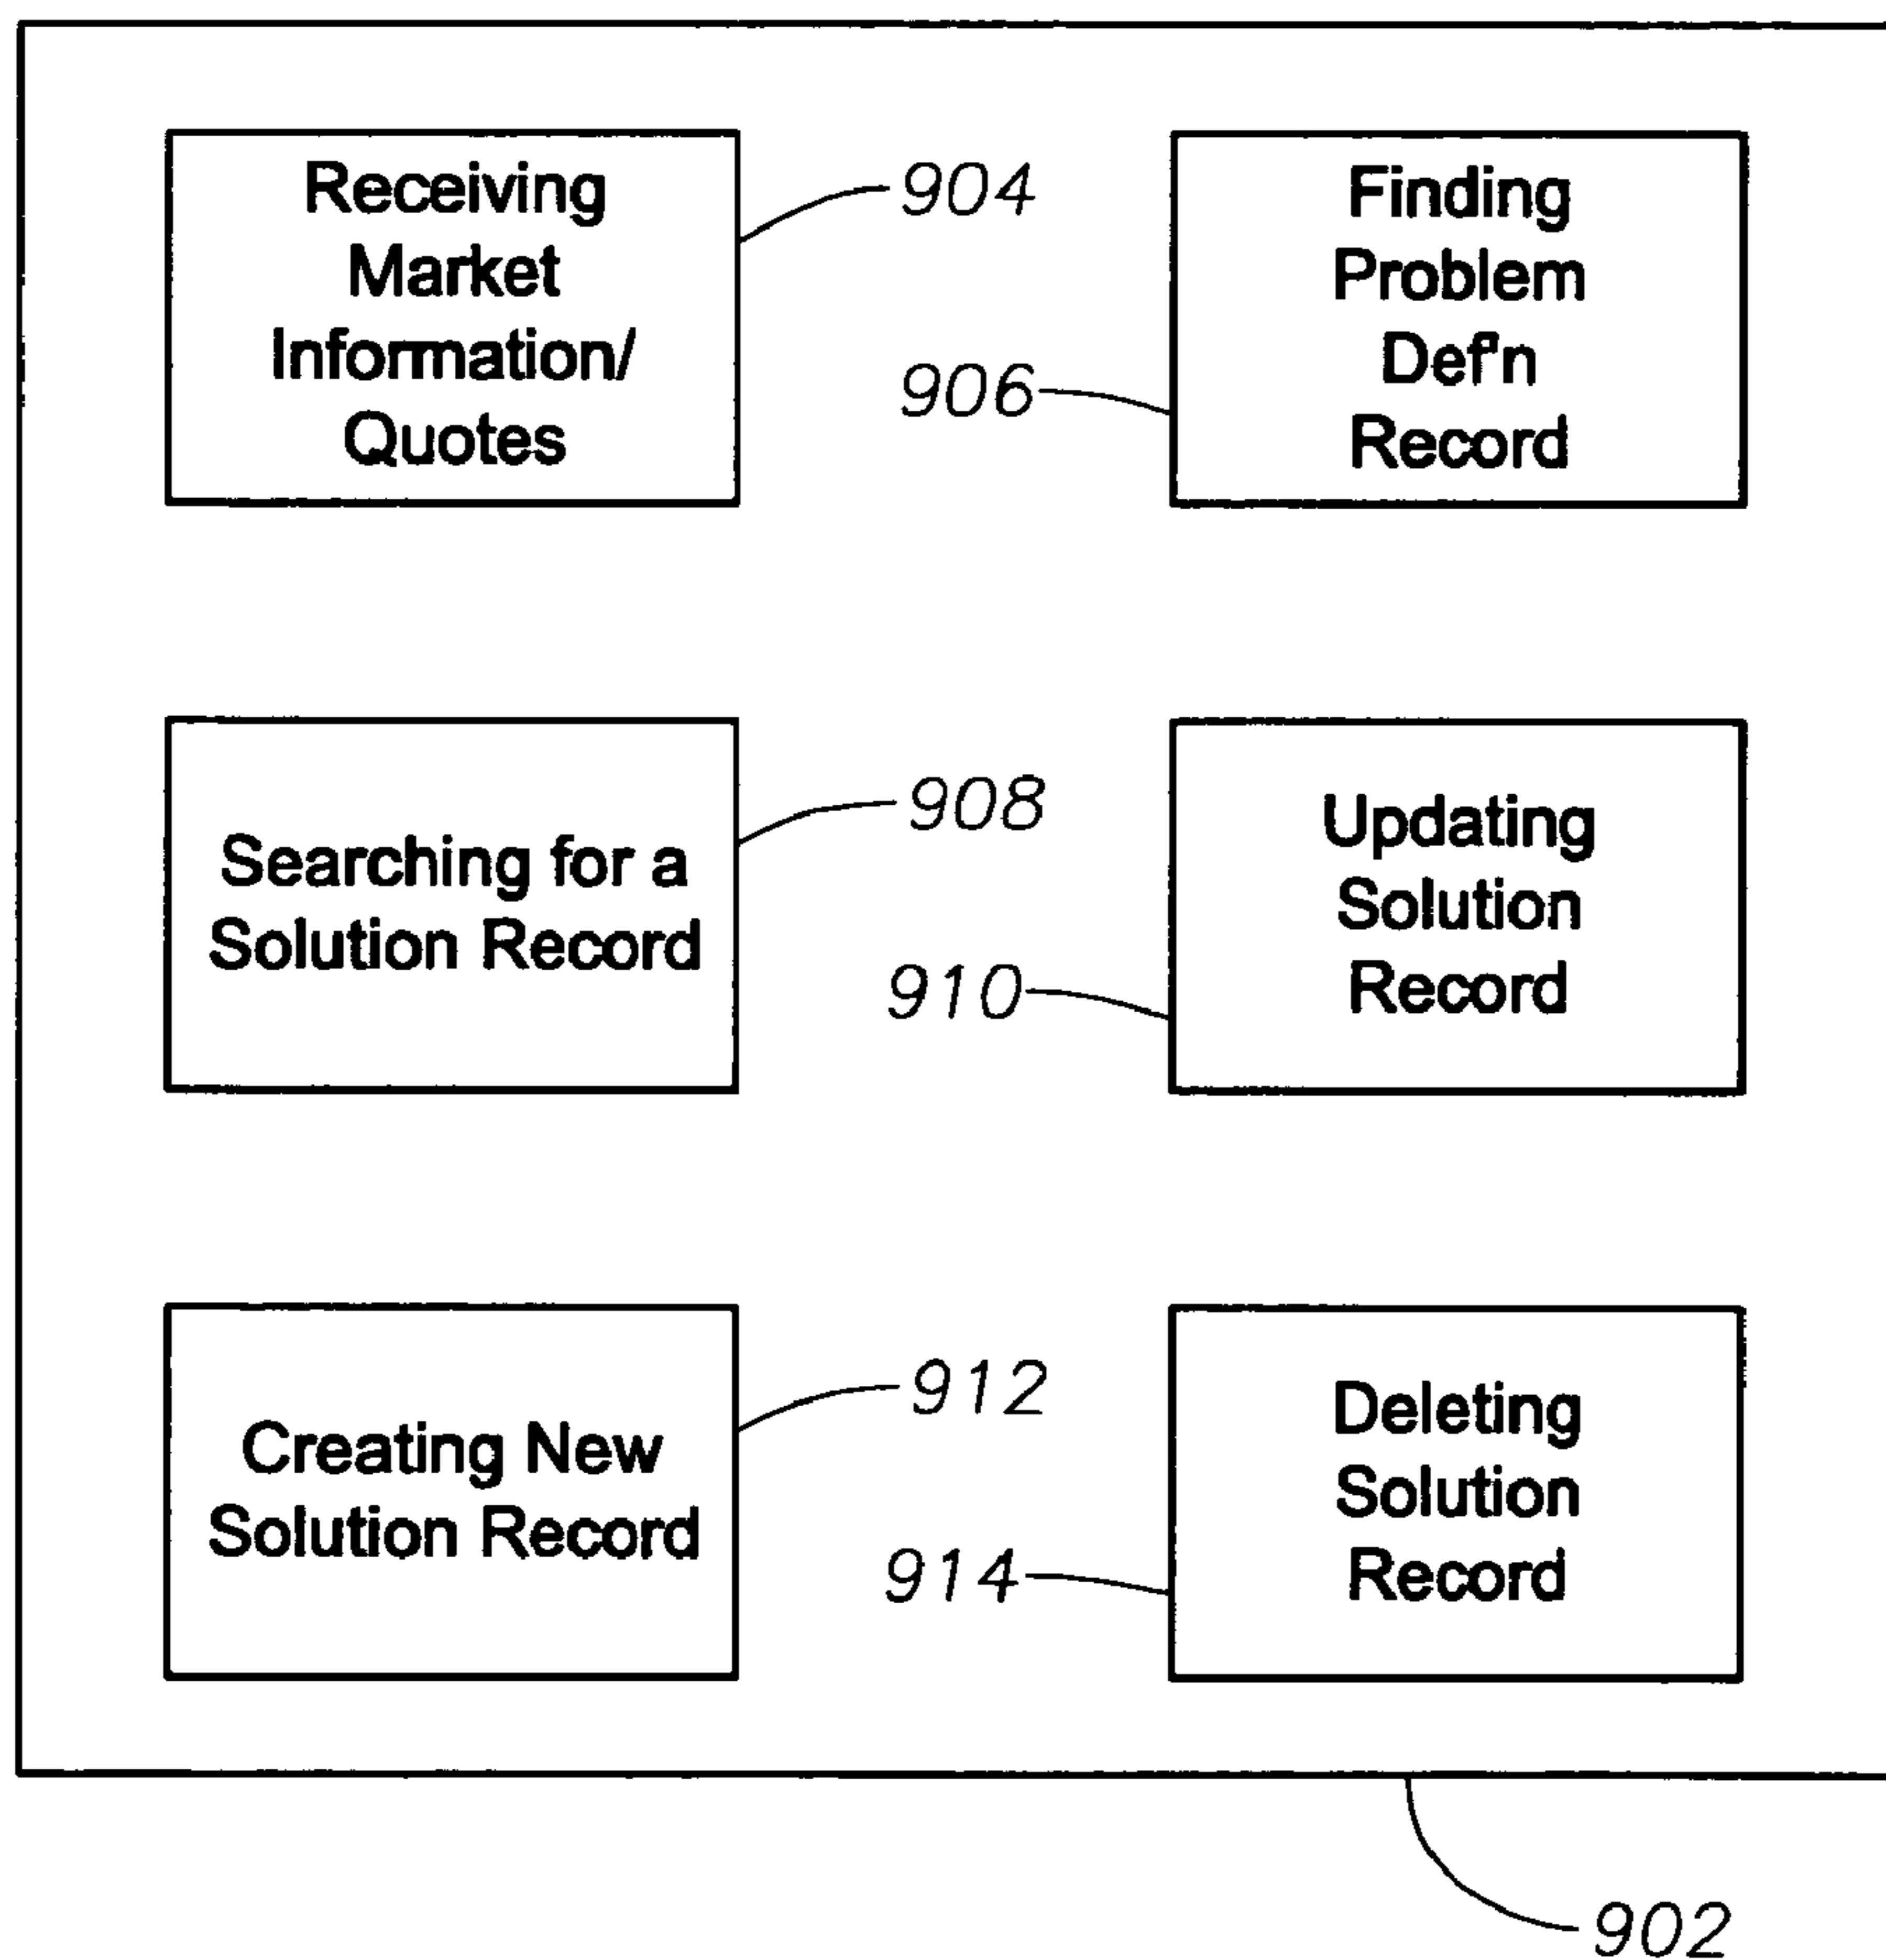 Receiving
Market
Information/
Quotes
904
Finding
Problem
Def'n
Record
906
Searching for a
Solution Record
908
Updating
Solution
Record
910
Creating New
Solution Record
912
Deleting
Solution
Record
914
902